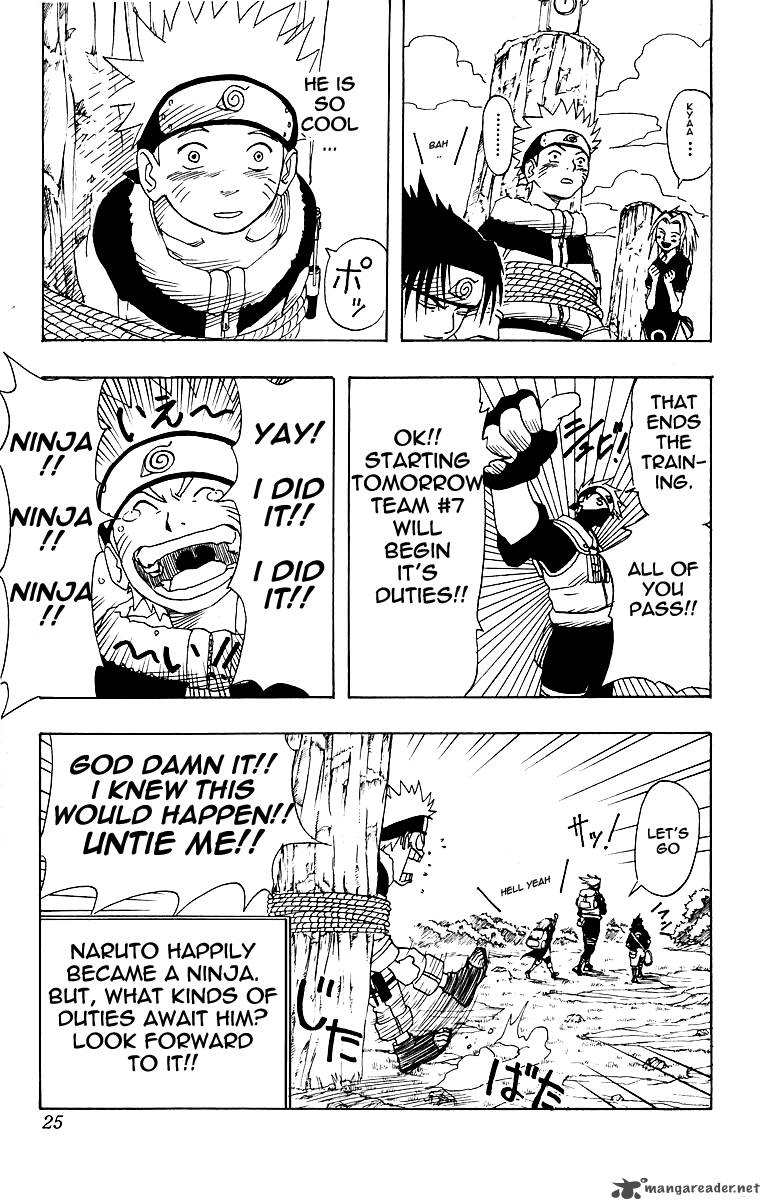 KYAA
...
........
BAH
..
HE IS
SO
COOL
...
ポッ
THAT
ENDS
THE
TRAIN-
ING.
ALL OF
YOU
PASS!!
OK!!
STARTING
TOMORROW
TEAM #7
WILL
BEGIN
IT'S
DUTIES!!
YAY!
I DID
IT!!
I DID
IT!!
いえ〜
〜い!!
NINJA
!!
NINJA
!!
NINJA
!!
LET'S
GO
ザッ!
HELL YEAH
GOD DAMN IT!!
I KNEW THIS
WOULD HAPPEN!!
UNTIE ME!!
じた
ばた
NARUTO HAPPILY
BECAME A NINJA.
BUT, WHAT KINDS OF
DUTIES AWAIT HIM?
LOOK FORWARD
TO IT!!
25
mangareader.net